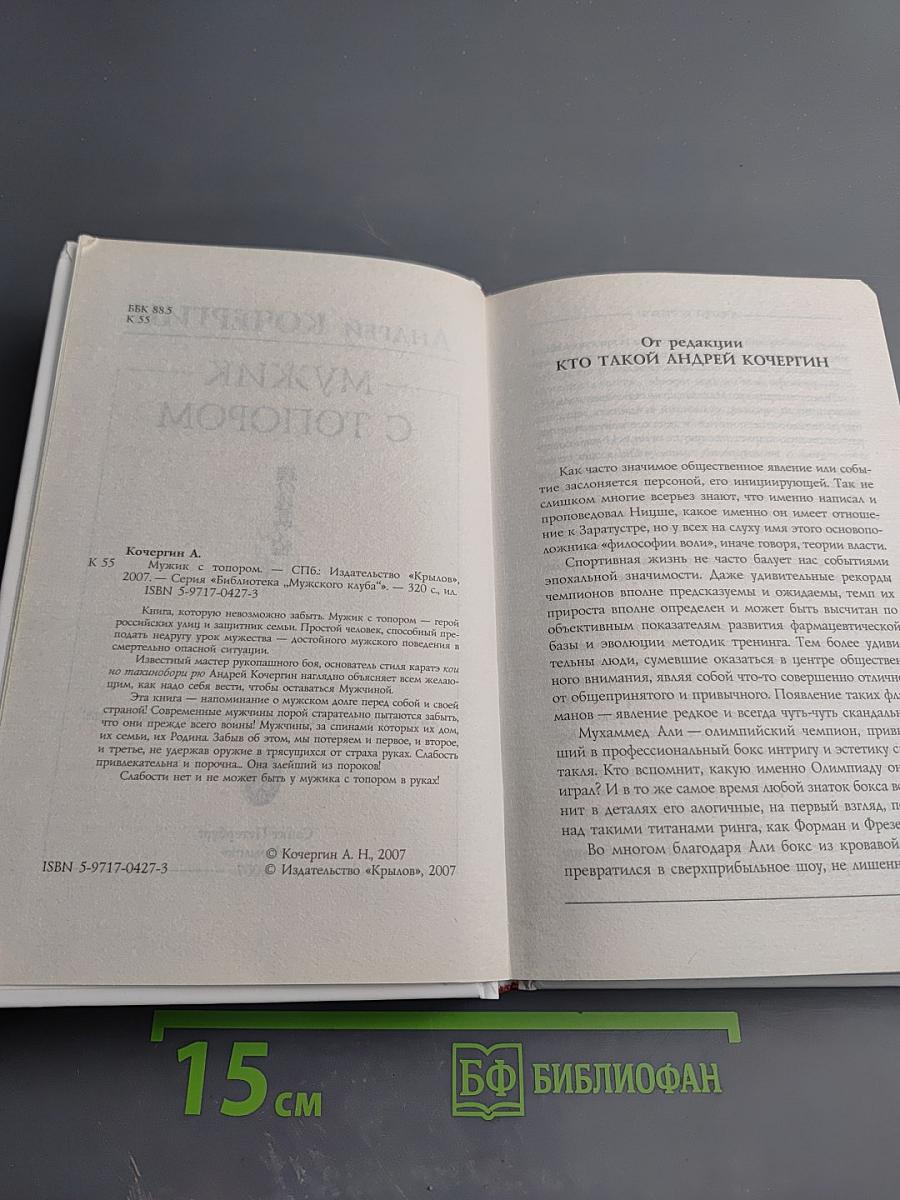 ББК 88.5
К 55
Кочергин А.
К 55 Мужик с топором. — СПб.: Издательство «Крылов»,
2007. — Серия «Библиотека „Мужского клуба“». — 320 с., ил.
ISBN 5-9717-0427-3
Книга, которую невозможно забыть. Мужик с топором — герой
российских улиц и защитник семьи. Простой человек, способный пре-
подать недругу урок мужества — достойного мужского поведения в
смертельно опасной ситуации.
Известный мастер рукопашного боя, основатель стиля каратэ кои
но такинобори рю Андрей Кочергин наглядно объясняет всем желаю-
щим, как надо себя вести, чтобы оставаться Мужчиной.
Эта книга — напоминание о мужском долге перед собой и своей
страной! Современные мужчины порой старательно пытаются забыть,
что они прежде всего воины! Мужчины, за спинами которых их дом,
их семьи, их Родина. Забыв об этом, мы потеряем и первое, и второе,
и третье, не удержав оружие в трясущихся от страха руках. Слабость
привлекательна и порочна... Она злейший из пороков!
Слабости нет и не может быть у мужика с топором в руках!
© Кочергин А. Н., 2007
ISBN 5-9717-0427-3 © Издательство «Крылов», 2007
От редакции
КТО ТАКОЙ АНДРЕЙ КОЧЕРГИН
Как часто значимое общественное явление или собы-
тие заслоняется персоной, его инициирующей. Так не
слишком многие всерьез знают, что именно написал и
проповедовал Ницше, какое именно он имеет отноше-
ние к Заратустре, но у всех на слуху имя этого основопо-
ложника «философии воли», иначе говоря, теории власти.
Спортивная жизнь не часто балует нас событиями
эпохальной значимости. Даже удивительные рекорды
чемпионов вполне предсказуемы и ожидаемы, темп их
прироста вполне определен и может быть высчитан по
объективным показателям развития фармацевтической
базы и эволюции методик тренинга. Тем более удиви-
тельны люди, сумевшие оказаться в центре обществен
ного внимания, являя собой что-то совершенно отлично
от общепринятого и привычного. Появление таких
манов — явление редкое и всегда чуть-чуть
Мухаммед Али — олимпийский чемпион,
ший в профессиональный бокс интригу и эстетику
такля. Кто вспомнит, какую именно Олимпиаду
играл? И в то же самое время любой знаток бокса
нит в деталях его алогичные, на первый взгляд,
над такими титанами ринга, как Форман и
Во многом благодаря Али бокс из кровавой
превратился в сверхприбыльное шоу, не
15 см
БФ БИБЛИОФАН